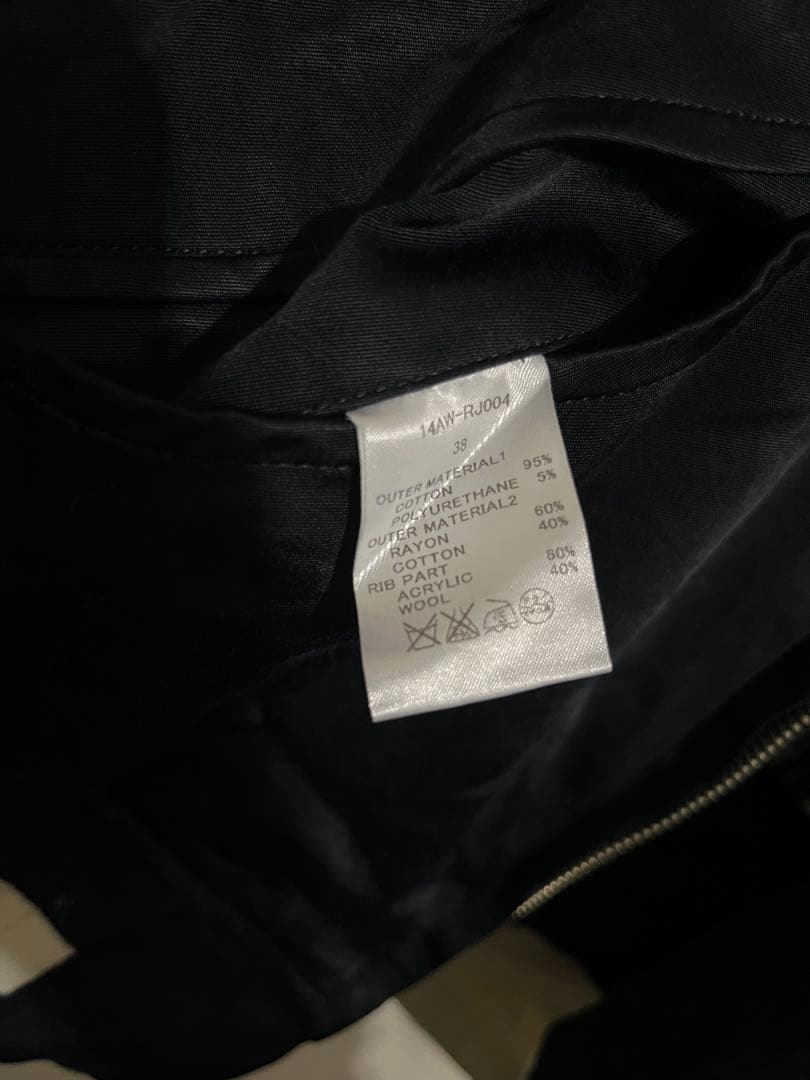 14AW-RJ004
38
OUTER MATERIAL1
COTTON 95%
POLYURETHANE 5%
OUTER MATERIAL2
RAYON 60%
COTTON 40%
RIB PART
ACRYLIC 60%
WOOL 40%